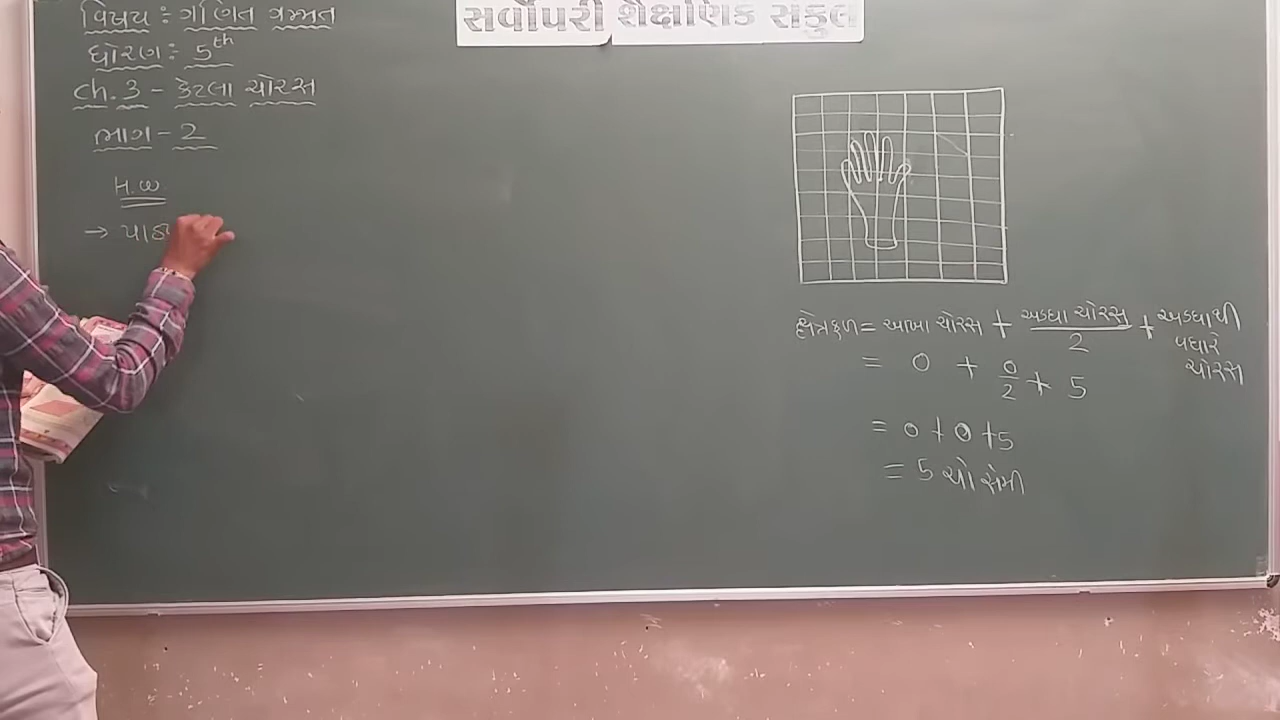 સર્વોપરી શૈક્ષણિક સંકુલ
વિષય : ગણિત ગમ્મત
ધોરણ : 5th
ch. 3 - કેટલા ચોરસ
ભાગ - 2
H.W.
→ પાઠ્
ક્ષેત્રફળ = આખા ચોરસ + અડધા ચોરસ / 2 + અડધાથી વધારે ચોરસ
= 0 + 0/2 + 5
= 0 + 0 + 5
= 5 ચો સેમી